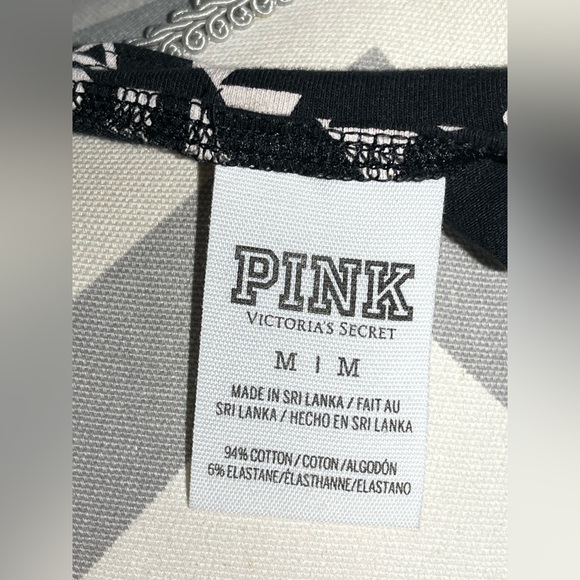 PINK
VICTORIA'S SECRET
M | M
MADE IN SRI LANKA / FAIT AU
SRI LANKA / HECHO EN SRI LANKA
94% COTTON / COTON /ALGODÓN
6% ELASTANE/ÉLASTHANNE/ELASTANO